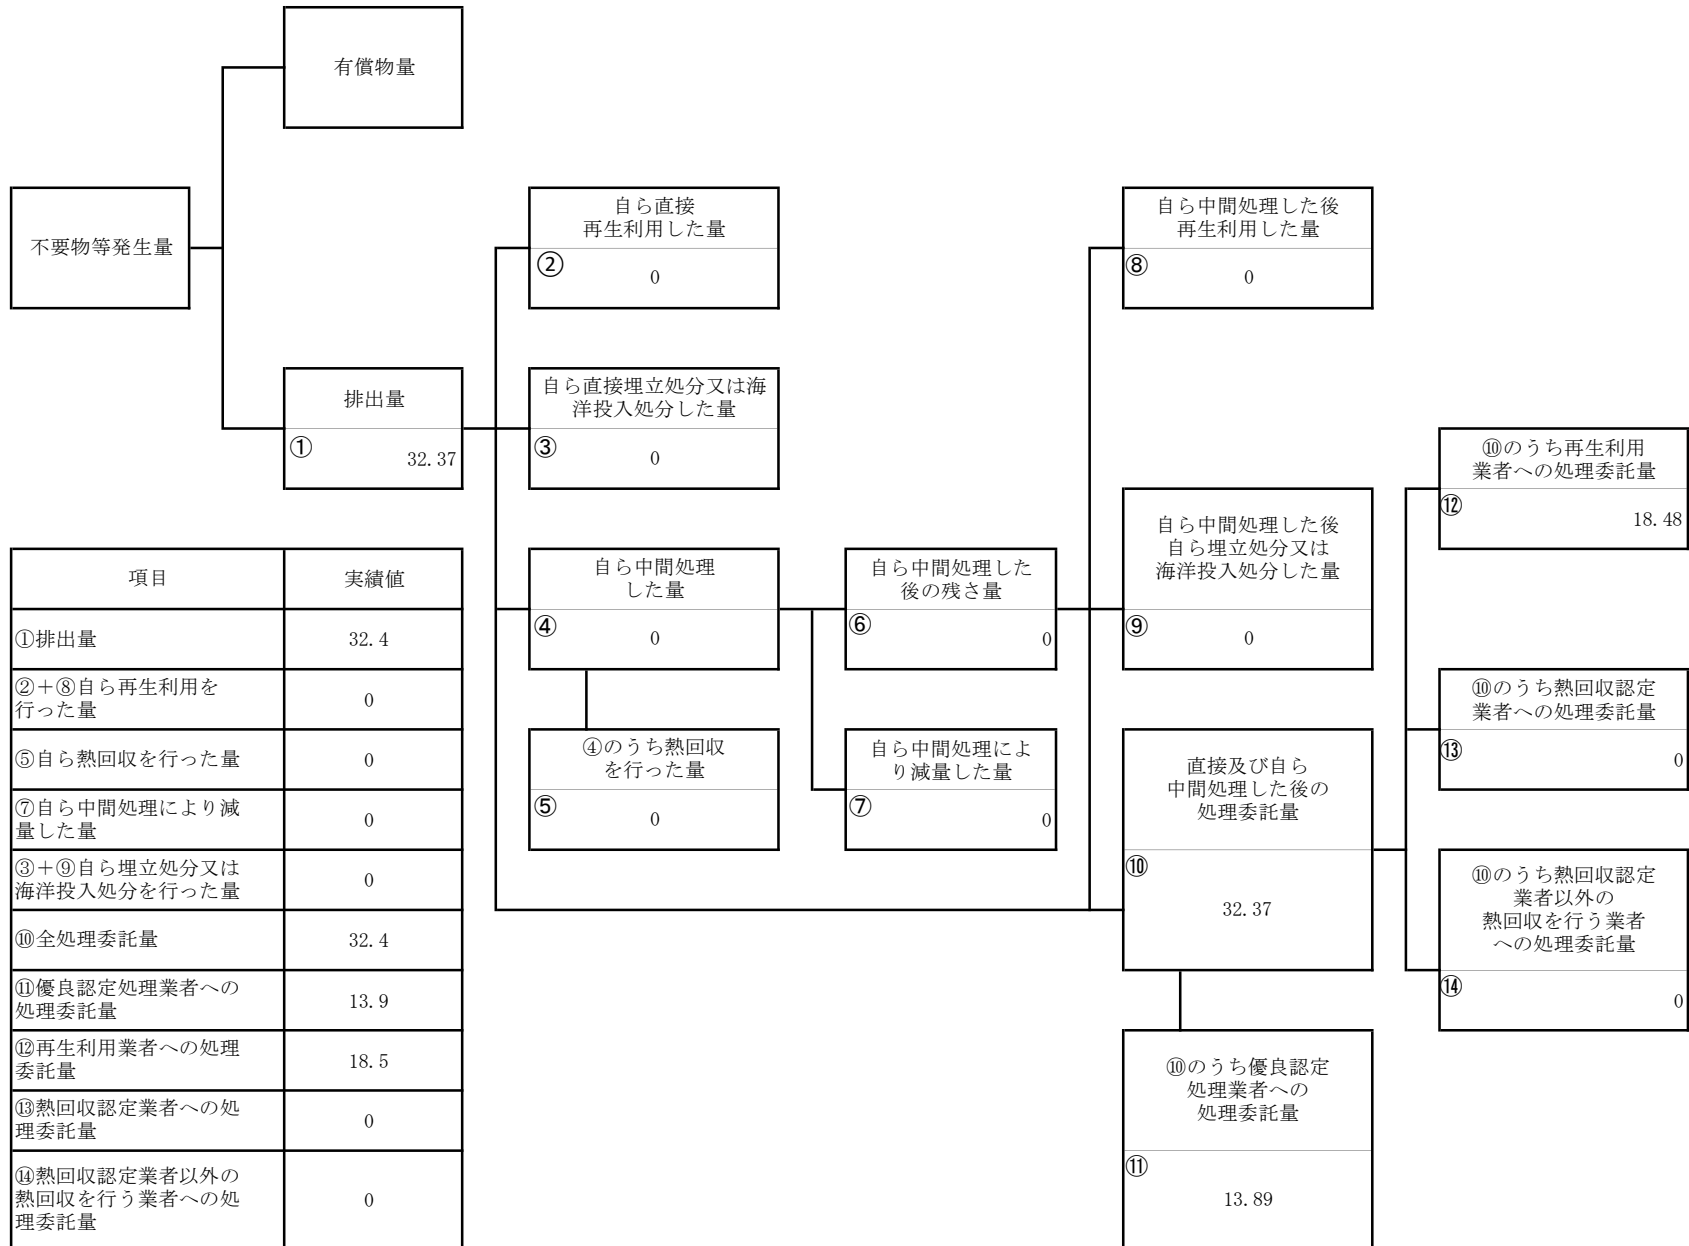 有償物量
不要物等発生量
排出量
①
32.37
自ら直接
再生利用した量
②
0
自ら直接埋立処分又は海
洋投入処分した量
③
0
自ら中間処理
した量
④
0
④のうち熱回収
を行った量
⑤
0
自ら中間処理した
後の残さ量
⑥
0
自ら中間処理によ
り減量した量
⑦
0
自ら中間処理した後
再生利用した量
⑧
0
自ら中間処理した後
自ら埋立処分又は
海洋投入処分した量
⑨
0
直接及び自ら
中間処理した後の
処理委託量
⑩
32.37
⑩のうち優良認定
処理業者への
処理委託量
⑪
13.89
⑩のうち再生利用
業者への処理委託量
⑫
18.48
⑩のうち熱回収認定
業者への処理委託量
⑬
0
⑩のうち熱回収認定
業者以外の
熱回収を行う業者
への処理委託量
⑭
0
項目 実績値
①排出量 32.4
②+⑧自ら再生利用を
行った量 0
⑤自ら熱回収を行った量 0
⑦自ら中間処理により減
量した量 0
③+⑨自ら埋立処分又は
海洋投入処分を行った量 0
⑩全処理委託量 32.4
⑪優良認定処理業者への
処理委託量 13.9
⑫再生利用業者への処理
委託量 18.5
⑬熱回収認定業者への処
理委託量 0
⑭熱回収認定業者以外の
熱回収を行う業者への処
理委託量 0